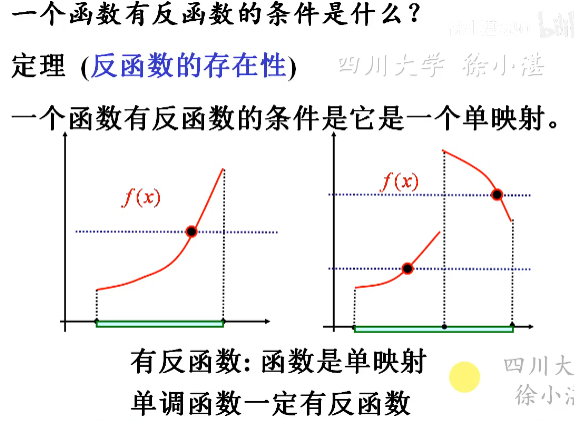 一个函数有反函数的条件是什么?
定理 (反函数的存在性) 四川大学 徐小湛
一个函数有反函数的条件是它是一个单映射。
f(x) f(x)
有反函数: 函数是单映射
单调函数一定有反函数
四川大
徐小湛